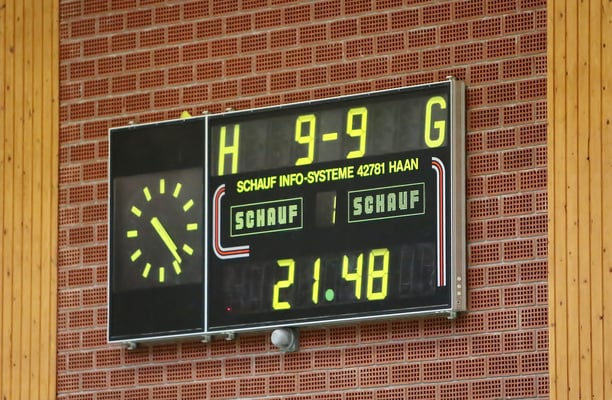 H 9-9 G
SCHAUF INFO-SYSTEME 42781 HAAN
SCHAUF 1 SCHAUF
21.48